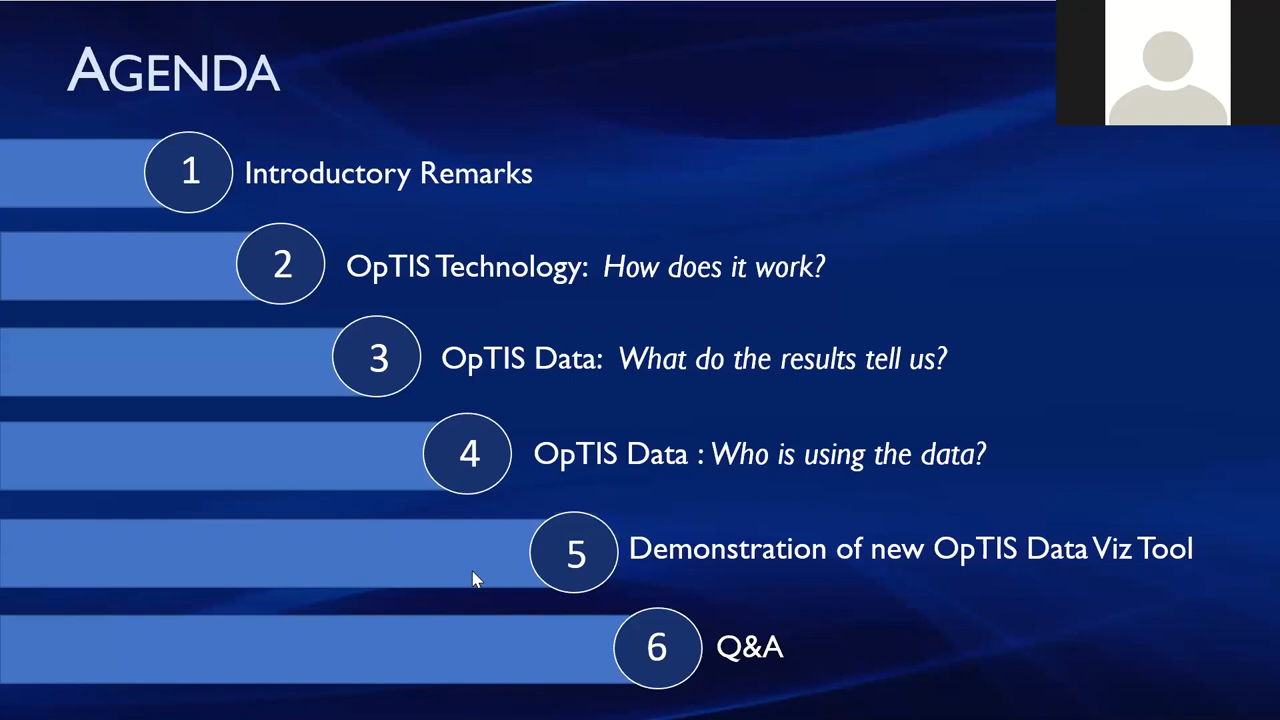 AGENDA
1 Introductory Remarks
2 OpTIS Technology: How does it work?
3 OpTIS Data: What do the results tell us?
4 OpTIS Data : Who is using the data?
5 Demonstration of new OpTIS Data Viz Tool
6 Q&A